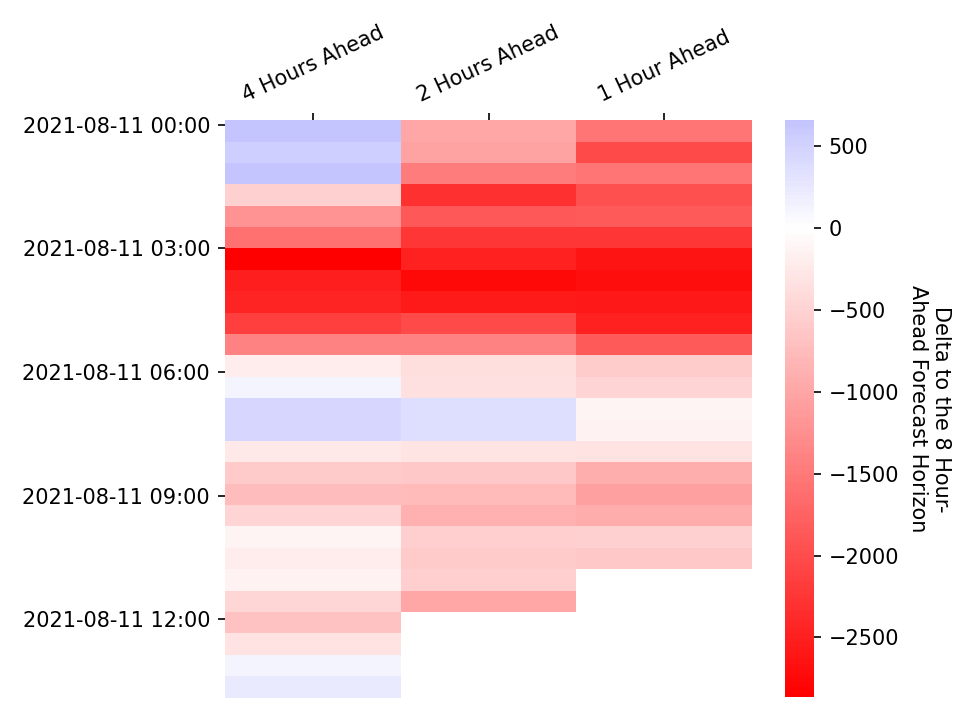 4 Hours Ahead
2 Hours Ahead
1 Hour Ahead
2021-08-11 00:00
2021-08-11 03:00
2021-08-11 06:00
2021-08-11 09:00
2021-08-11 12:00
500
0
−500
−1000
−1500
−2000
−2500
Delta to the 8 Hour-
Ahead Forecast Horizon